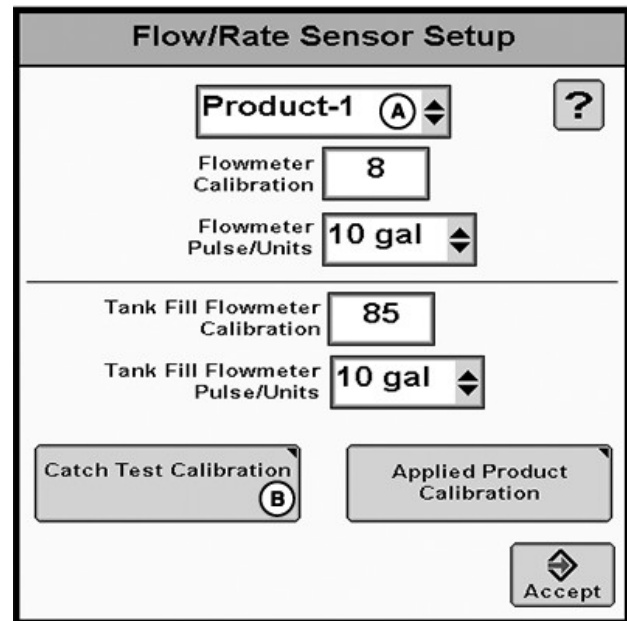 Flow/Rate Sensor Setup
Product-1 A
?
Flowmeter
Calibration
8
Flowmeter
Pulse/Units
10 gal
Tank Fill Flowmeter
Calibration
85
Tank Fill Flowmeter
Pulse/Units
10 gal
Catch Test Calibration
B
Applied Product
Calibration
Accept